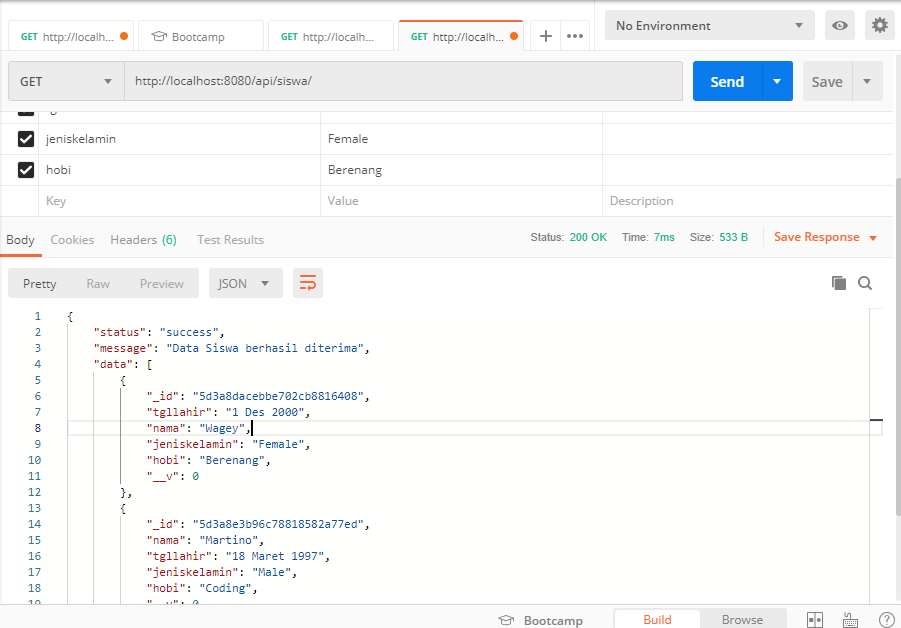 GET http://localh... Bootcamp GET http://localh... GET http://localh... + ••• No Environment
GET http://localhost:8080/api/siswa/ Send Save
jeniskelamin Female
hobi Berenang
Key Value Description
Body Cookies Headers (6) Test Results Status: 200 OK Time: 7ms Size: 533 B Save Response
Pretty Raw Preview JSON
1 {
2 "status": "success",
3 "message": "Data Siswa berhasil diterima",
4 "data": [
5 {
6 "_id": "5d3a8dacebbe702cb8816408",
7 "tgllahir": "1 Des 2000",
8 "nama": "Wagey",
9 "jeniskelamin": "Female",
10 "hobi": "Berenang",
11 "__v": 0
12 },
13 {
14 "_id": "5d3a8e3b96c78818582a77ed",
15 "nama": "Martino",
16 "tgllahir": "18 Maret 1997",
17 "jeniskelamin": "Male",
18 "hobi": "Coding",
19 "__v": 0
Bootcamp Build Browse ?